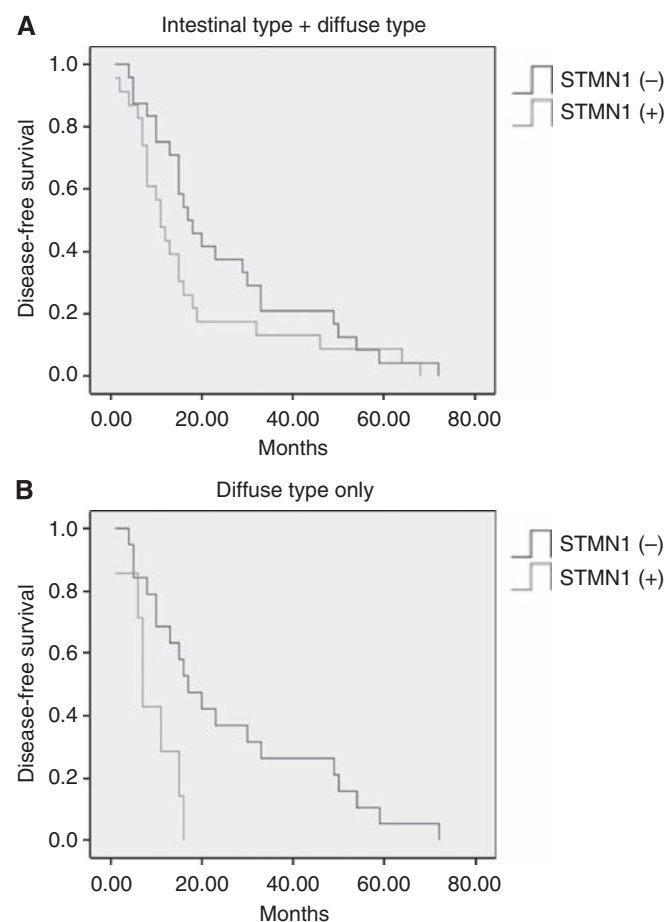 A
Intestinal type + diffuse type
Disease-free survival
1.0
0.8
0.6
0.4
0.2
0.0
0.00 20.00 40.00 60.00 80.00
Months
STMN1 (–)
STMN1 (+)
B
Diffuse type only
Disease-free survival
1.0
0.8
0.6
0.4
0.2
0.0
0.00 20.00 40.00 60.00 80.00
Months
STMN1 (–)
STMN1 (+)